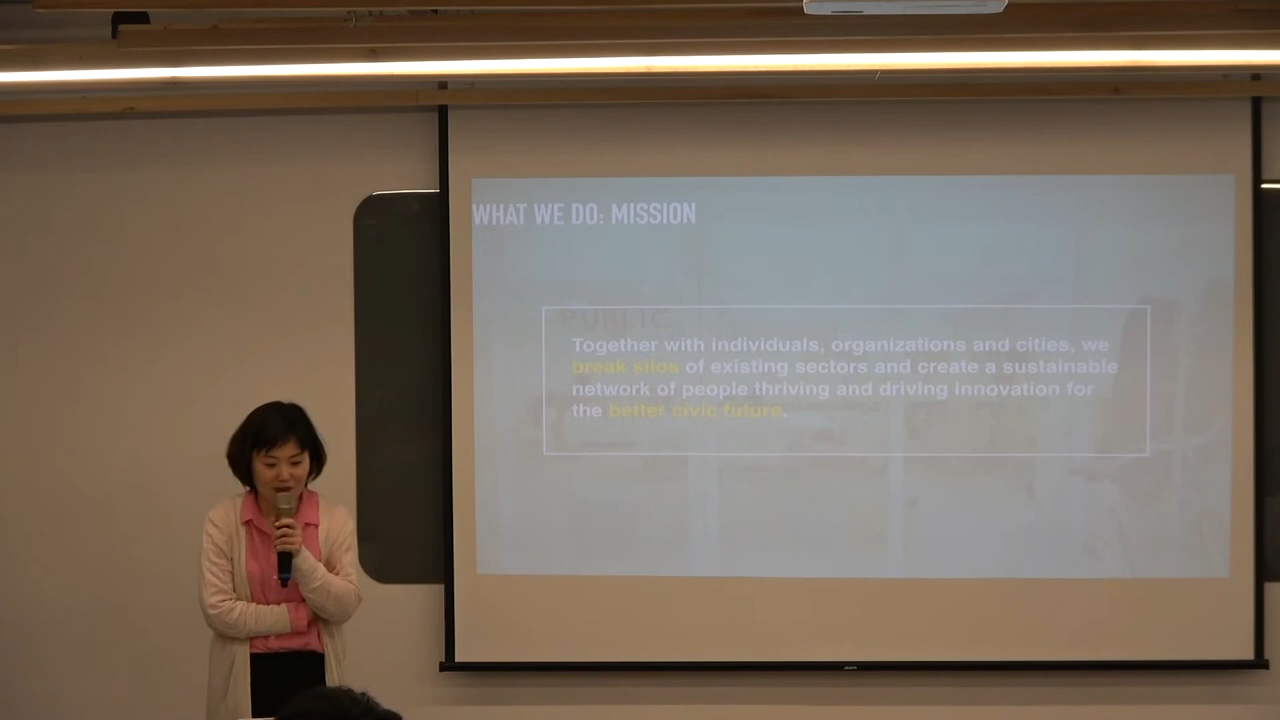 WHAT WE DO: MISSION
Together with individuals, organizations and cities, we
break silos of existing sectors and create a sustainable
network of people thriving and driving innovation for
the better civic future.